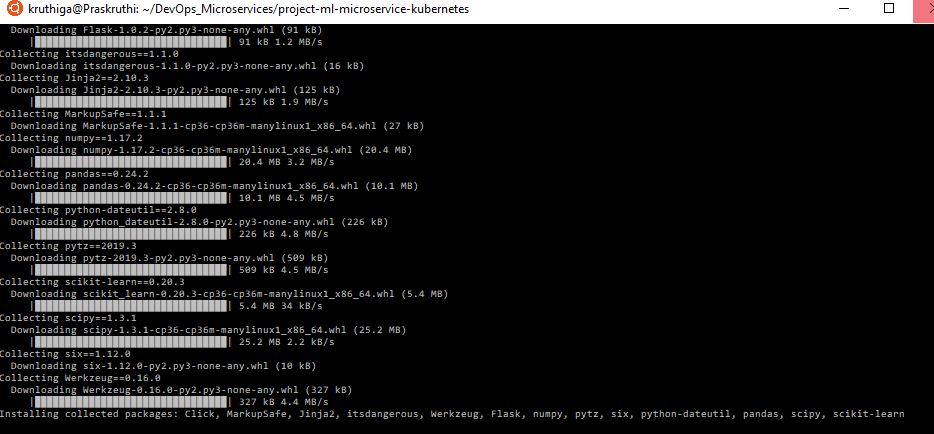 kruthiga@Praskruthi: ~/DevOps_Microservices/project-ml-microservice-kubernetes
Downloading Flask-1.0.2-py2.py3-none-any.whl (91 kB)
|████████████████████████████████| 91 kB 1.2 MB/s
Collecting itsdangerous==1.1.0
Downloading itsdangerous-1.1.0-py2.py3-none-any.whl (16 kB)
Collecting Jinja2==2.10.3
Downloading Jinja2-2.10.3-py2.py3-none-any.whl (125 kB)
|████████████████████████████████| 125 kB 1.9 MB/s
Collecting MarkupSafe==1.1.1
Downloading MarkupSafe-1.1.1-cp36-cp36m-manylinux1_x86_64.whl (27 kB)
Collecting numpy==1.17.2
Downloading numpy-1.17.2-cp36-cp36m-manylinux1_x86_64.whl (20.4 MB)
|████████████████████████████████| 20.4 MB 3.2 MB/s
Collecting pandas==0.24.2
Downloading pandas-0.24.2-cp36-cp36m-manylinux1_x86_64.whl (10.1 MB)
|████████████████████████████████| 10.1 MB 4.5 MB/s
Collecting python-dateutil==2.8.0
Downloading python_dateutil-2.8.0-py2.py3-none-any.whl (226 kB)
|████████████████████████████████| 226 kB 4.8 MB/s
Collecting pytz==2019.3
Downloading pytz-2019.3-py2.py3-none-any.whl (509 kB)
|████████████████████████████████| 509 kB 4.5 MB/s
Collecting scikit-learn==0.20.3
Downloading scikit_learn-0.20.3-cp36-cp36m-manylinux1_x86_64.whl (5.4 MB)
|████████████████████████████████| 5.4 MB 34 kB/s
Collecting scipy==1.3.1
Downloading scipy-1.3.1-cp36-cp36m-manylinux1_x86_64.whl (25.2 MB)
|████████████████████████████████| 25.2 MB 2.2 kB/s
Collecting six==1.12.0
Downloading six-1.12.0-py2.py3-none-any.whl (10 kB)
Collecting Werkzeug==0.16.0
Downloading Werkzeug-0.16.0-py2.py3-none-any.whl (327 kB)
|████████████████████████████████| 327 kB 4.4 MB/s
Installing collected packages: Click, MarkupSafe, Jinja2, itsdangerous, Werkzeug, Flask, numpy, pytz, six, python-dateutil, pandas, scipy, scikit-learn